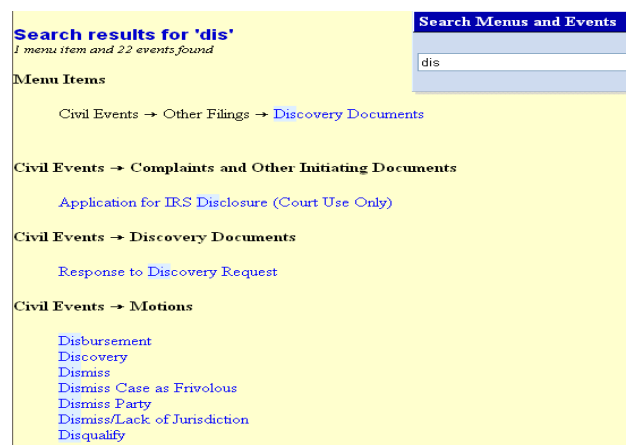 Search results for 'dis'
1 menu item and 22 events found
Search Menus and Events
dis
Menu Items
Civil Events → Other Filings → Discovery Documents
Civil Events → Complaints and Other Initiating Documents
Application for IRS Disclosure (Court Use Only)
Civil Events → Discovery Documents
Response to Discovery Request
Civil Events → Motions
Disbursement
Discovery
Dismiss
Dismiss Case as Frivolous
Dismiss Party
Dismiss/Lack of Jurisdiction
Disqualify